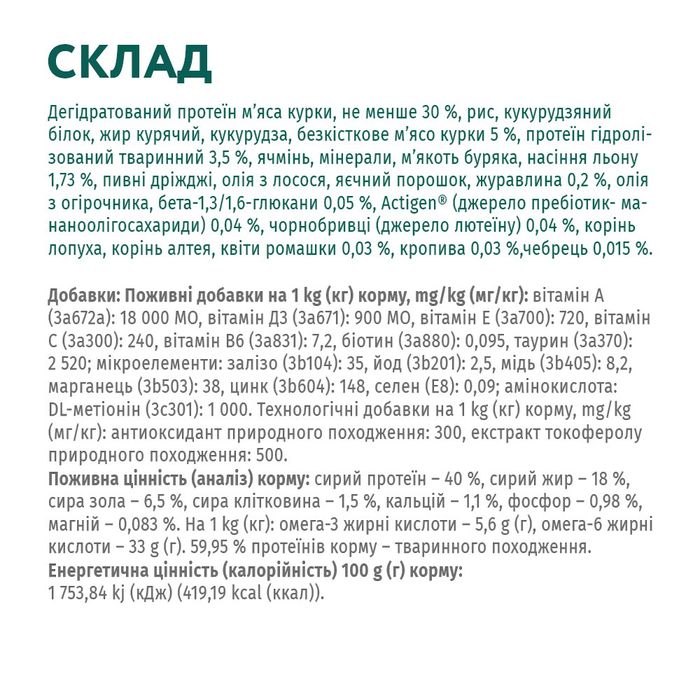 СКЛАД
Дегідратований протеїн м’яса курки, не менше 30 %, рис, кукурудзяний
білок, жир курячий, кукурудза, безкісткове м’ясо курки 5 %, протеїн гідролі-
зований тваринний 3,5 %, ячмінь, мінерали, м’якоть буряка, насіння льону
1,73 %, пивні дріжджі, олія з лосося, яєчний порошок, журавлина 0,2 %, олія
з огірочника, бета-1,3/1,6-глюкани 0,05 %, Actigen® (джерело пребіотик- ма-
наноолігосахариди) 0,04 %, чорнобривці (джерело лютеїну) 0,04 %, корінь
лопуха, корінь алтея, квіти ромашки 0,03 %, кропива 0,03 %,чебрець 0,015 %.
Добавки: Поживні добавки на 1 kg (кг) корму, mg/kg (мг/кг): вітамін А
(3а672а): 18 000 МО, вітамін Д3 (3а671): 900 МО, вітамін Е (3а700): 720, вітамін
С (3а300): 240, вітамін В6 (3а831): 7,2, біотин (3а880): 0,095, таурин (3а370):
2 520; мікроелементи: залізо (3b104): 35, йод (3b201): 2,5, мідь (3b405): 8,2,
марганець (3b503): 38, цинк (3b604): 148, селен (Е8): 0,09; амінокислота:
DL-метіонін (3с301): 1 000. Технологічні добавки на 1 kg (кг) корму, mg/kg
(мг/кг): антиоксидант природного походження: 300, екстракт токоферолу
природного походження: 500.
Поживна цінність (аналіз) корму: сирий протеїн – 40 %, сирий жир – 18 %,
сира зола – 6,5 %, сира клітковина – 1,5 %, кальцій – 1,1 %, фосфор – 0,98 %,
магній – 0,083 %. На 1 kg (кг): омега-3 жирні кислоти – 5,6 g (г), омега-6 жирні
кислоти – 33 g (г). 59,95 % протеїнів корму – тваринного походження.
Енергетична цінність (калорійність) 100 g (г) корму:
1 753,84 kj (кДж) (419,19 kcal (ккал)).